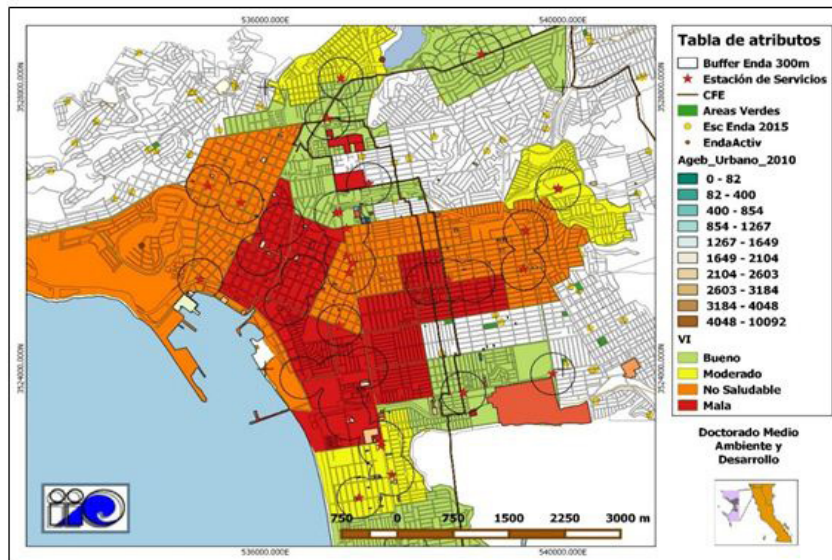 536000.000E
540000.000E
3528000.000N
3528000.000N
3524000.000N
3524000.000N
Tabla de atributos
Buffer Enda 300m
Estación de Servicios
CFE
Areas Verdes
Esc Enda 2015
EndaActiv
Ageb_Urbano_2010
0 - 82
82 - 400
400 - 854
854 - 1267
1267 - 1649
1649 - 2104
2104 - 2603
2603 - 3184
3184 - 4048
4048 - 10092
VI
Bueno
Moderado
No Saludable
Mala
Doctorado Medio
Ambiente y
Desarrollo
750 0 750 1500 2250 3000 m
536000.000E
540000.000E